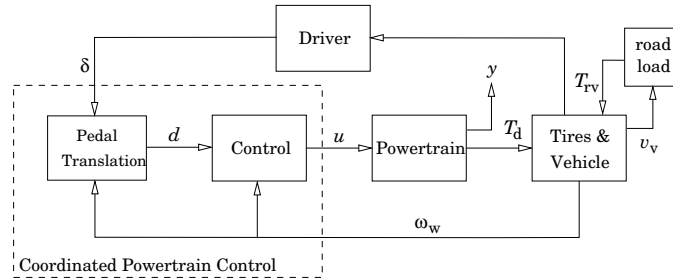 Driver
road
load
δ
y
T_rv
Pedal
Translation
d
Control
u
Powertrain
T_d
Tires &
Vehicle
v_v
ω_w
Coordinated Powertrain Control